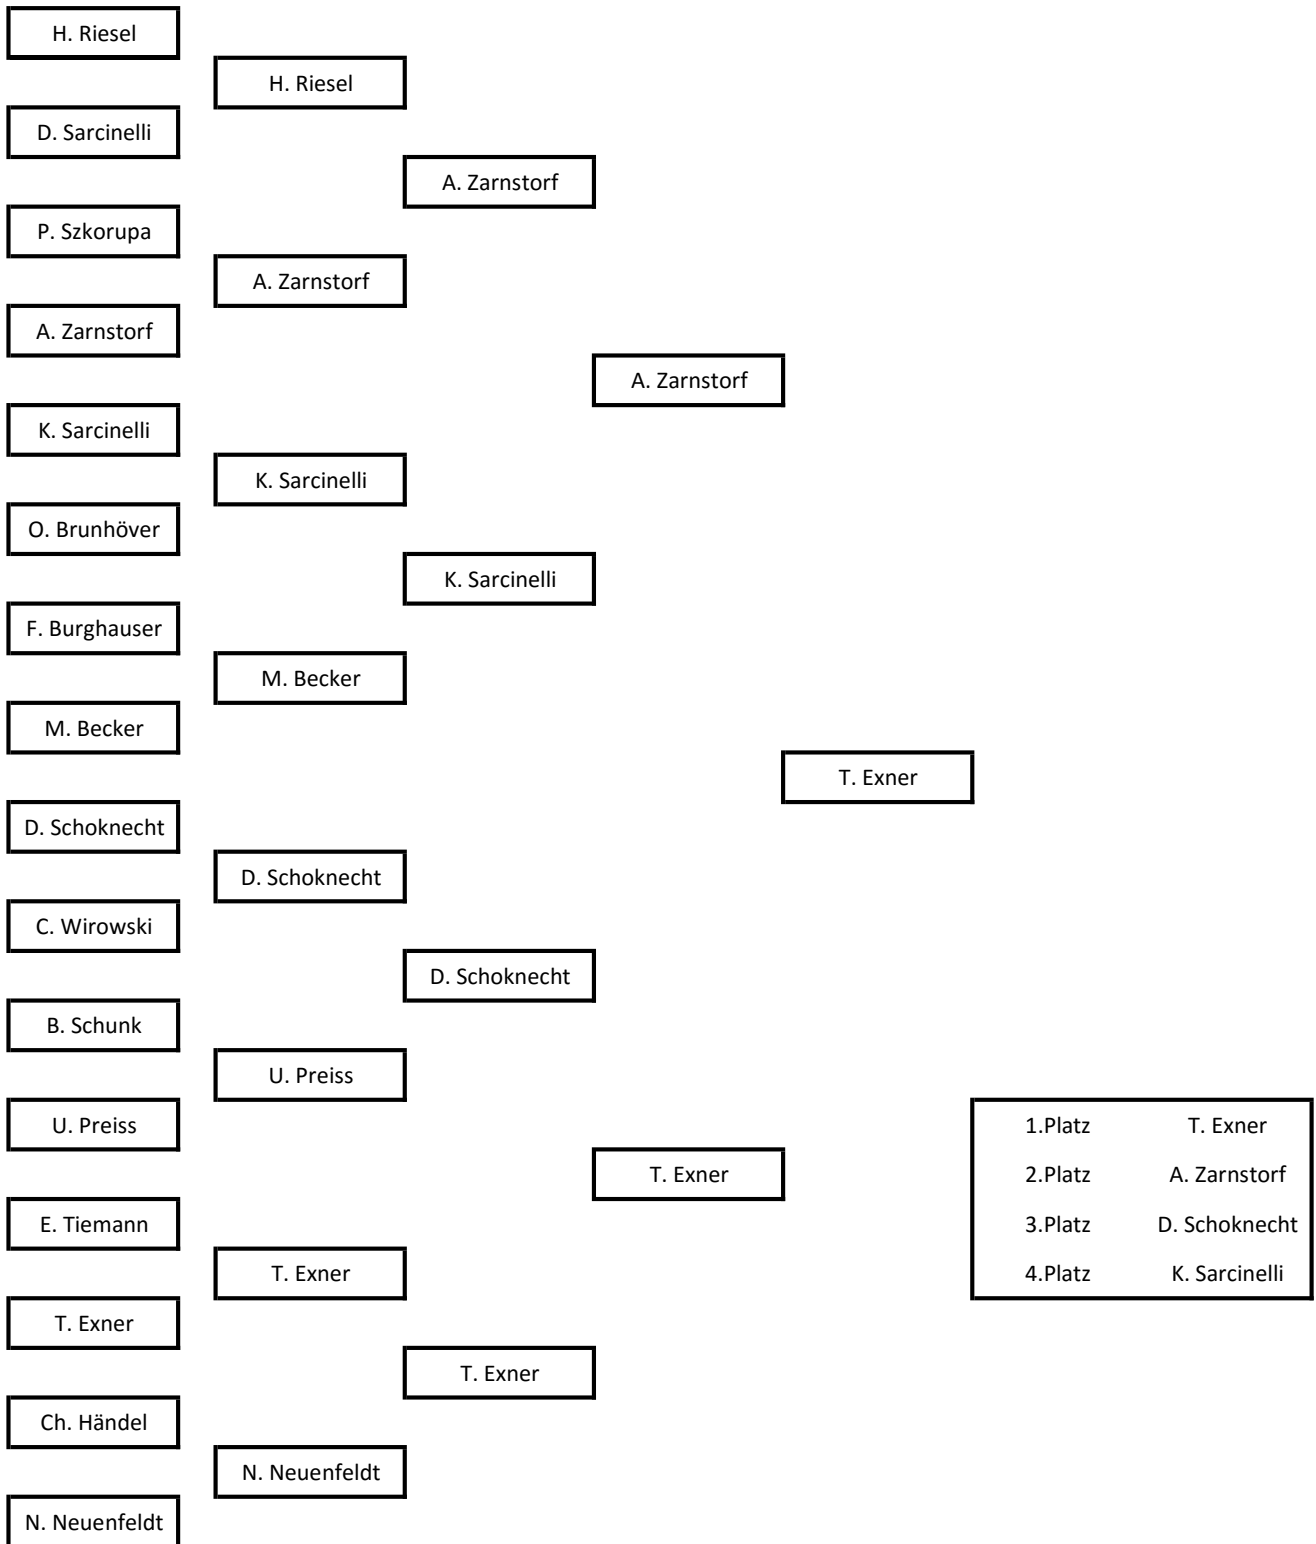 H. Riesel
H. Riesel
D. Sarcinelli
A. Zarnstorf
P. Szkorupa
A. Zarnstorf
A. Zarnstorf
A. Zarnstorf
K. Sarcinelli
K. Sarcinelli
O. Brunhöver
K. Sarcinelli
F. Burghauser
M. Becker
M. Becker
T. Exner
D. Schoknecht
D. Schoknecht
C. Wirowski
D. Schoknecht
B. Schunk
U. Preiss
U. Preiss 1.Platz T. Exner
T. Exner 2.Platz A. Zarnstorf
E. Tiemann 3.Platz D. Schoknecht
T. Exner 4.Platz K. Sarcinelli
T. Exner
T. Exner
Ch. Händel
N. Neuenfeldt
N. Neuenfeldt